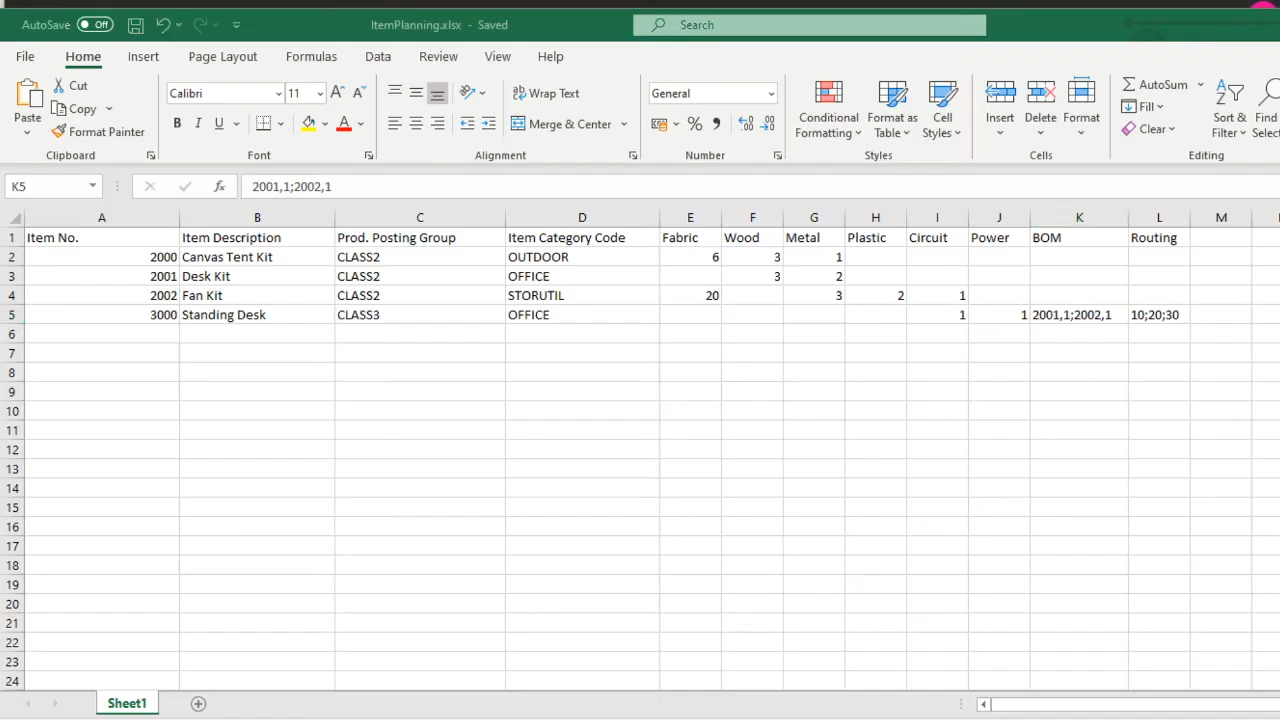 AutoSave Off ItemPlanning.xlsx - Saved Search
File Home Insert Page Layout Formulas Data Review View Help
Cut
Copy
Format Painter
Paste
Calibri 11
B I U
Wrap Text
Merge & Center
General
Conditional Formatting
Format as Table
Cell Styles
Insert Delete Format
AutoSum
Fill
Clear
Sort & Filter
Find
Clipboard Font Alignment Number Styles Cells Editing
K5 fx 2001,1;2002,1
A B C D E F G H I J K L M
1 Item No. Item Description Prod. Posting Group Item Category Code Fabric Wood Metal Plastic Circuit Power BOM Routing
2 2000 Canvas Tent Kit CLASS2 OUTDOOR 6 3 1
3 2001 Desk Kit CLASS2 OFFICE 3 2
4 2002 Fan Kit CLASS2 STORUTIL 20 3 2 1
5 3000 Standing Desk CLASS3 OFFICE 1 1 2001,1;2002,1 10;20;30
6
7
8
9
10
11
12
13
14
15
16
17
18
19
20
21
22
23
24
Sheet1